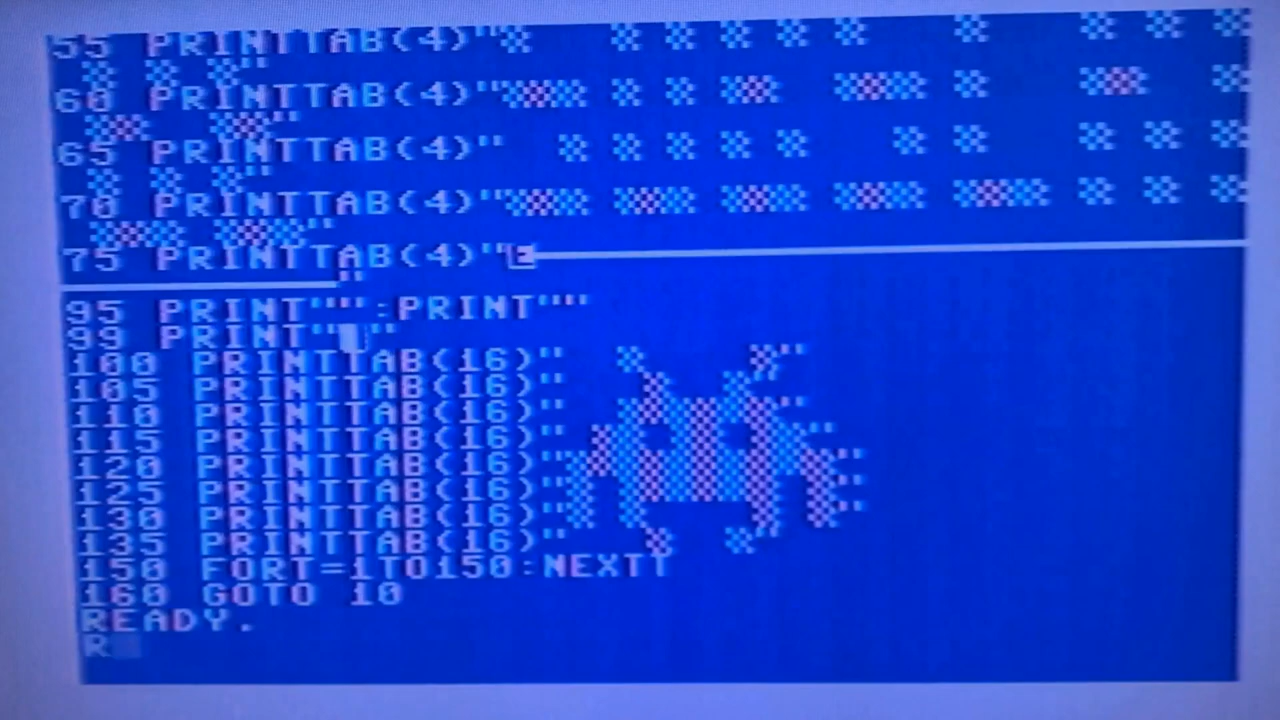 55 PRINTTAB(4)"
"
60 PRINTTAB(4)"
"
65 PRINTTAB(4)"
"
70 PRINTTAB(4)"
"
75 PRINTTAB(4)"E
"
95 PRINT"":PRINT""
99 PRINT""
100 PRINTTAB(16)" "
105 PRINTTAB(16)"
110 PRINTTAB(16)" "
115 PRINTTAB(16)" "
120 PRINTTAB(16)" "
125 PRINTTAB(16)" "
130 PRINTTAB(16)" "
135 PRINTTAB(16)" "
150 FORT=1TO150:NEXTT
160 GOTO 10
READY.
R